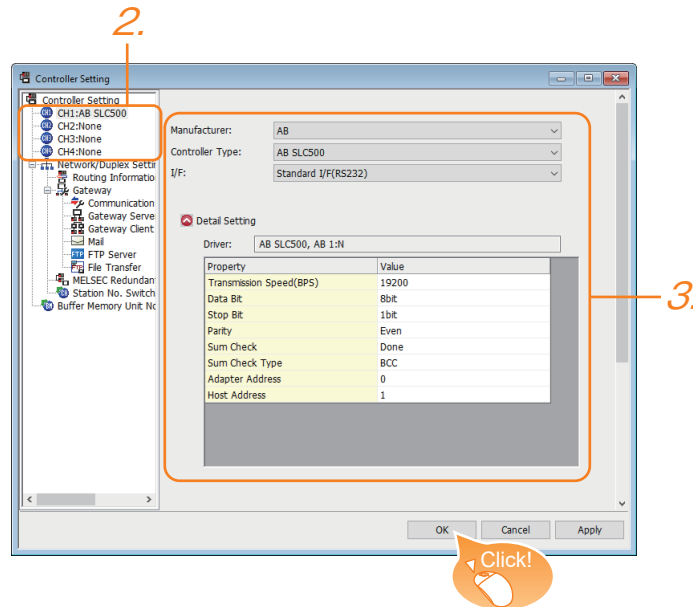 2.
Controller Setting
Controller Setting
CH1:AB SLC500
CH2:None
CH3:None
CH4:None
Network/Duplex Settin
Routing Informatio
Gateway
Communication
Gateway Serve
Gateway Client
Mail
FTP FTP Server
File Transfer
MELSEC Redundan
Station No. Switch
Buffer Memory Unit No
Manufacturer: AB
Controller Type: AB SLC500
I/F: Standard I/F(RS232)
Detail Setting
Driver: AB SLC500, AB 1:N
Property Value
Transmission Speed(BPS) 19200
Data Bit 8bit
Stop Bit 1bit
Parity Even
Sum Check Done
Sum Check Type BCC
Adapter Address 0
Host Address 1
3.
OK Cancel Apply
Click!